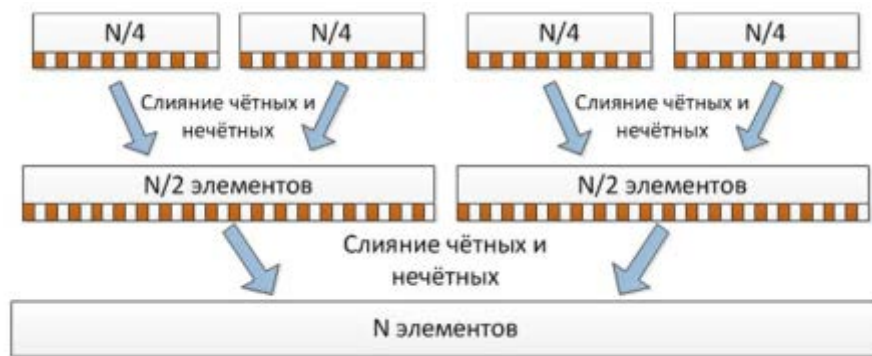 N/4
N/4
N/4
N/4
Слияние чётных и
нечётных
Слияние чётных и
нечётных
N/2 элементов
N/2 элементов
Слияние чётных и
нечётных
N элементов